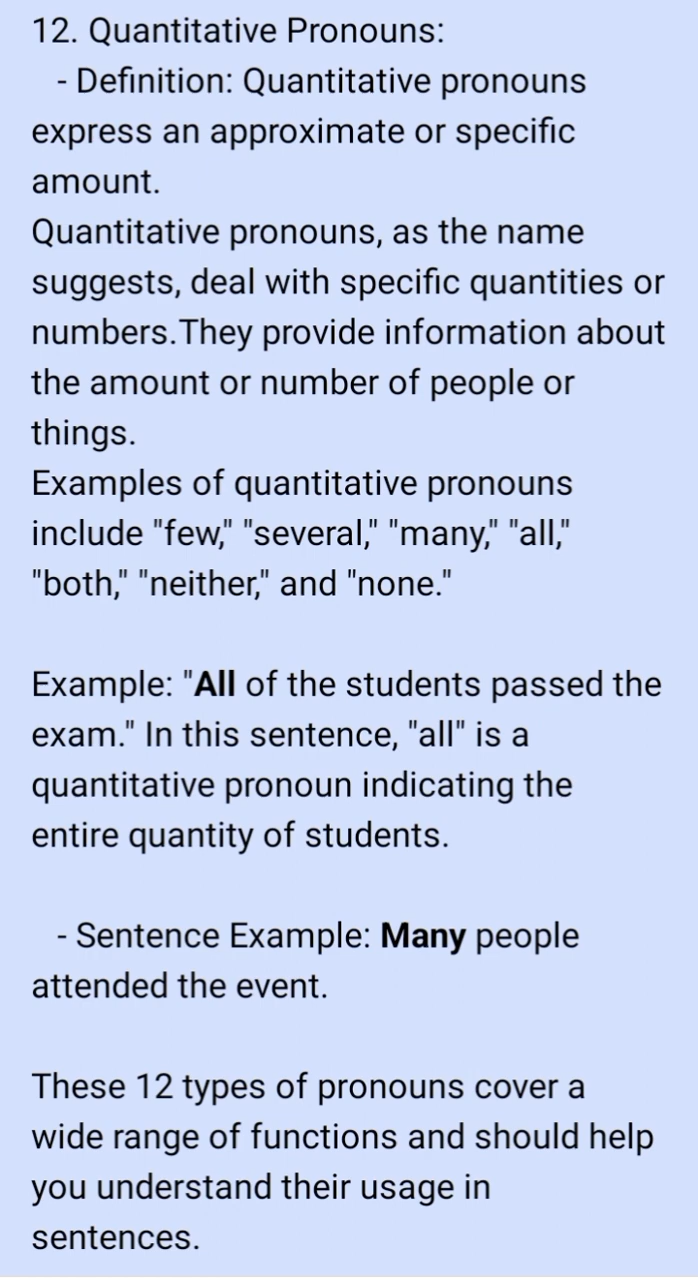 12. Quantitative Pronouns:
- Definition: Quantitative pronouns
express an approximate or specific
amount.
Quantitative pronouns, as the name
suggests, deal with specific quantities or
numbers.They provide information about
the amount or number of people or
things.
Examples of quantitative pronouns
include "few," "several," "many," "all,"
"both," "neither," and "none."
Example: "All of the students passed the
exam." In this sentence, "all" is a
quantitative pronoun indicating the
entire quantity of students.
- Sentence Example: Many people
attended the event.
These 12 types of pronouns cover a
wide range of functions and should help
you understand their usage in
sentences.